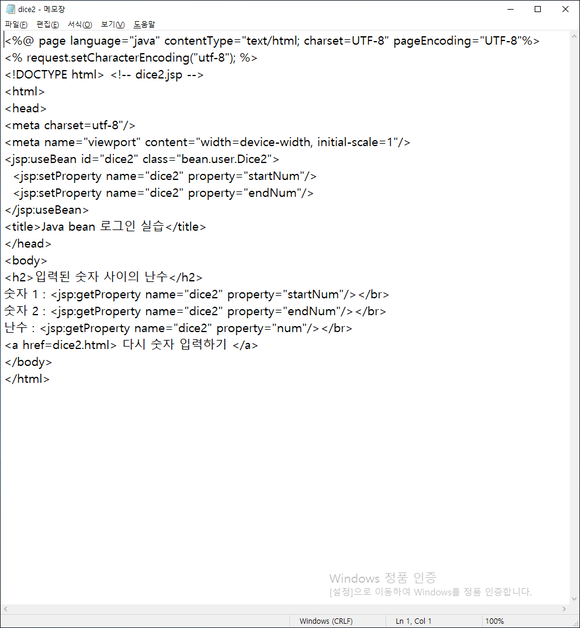 dice2 - 메모장
파일(F) 편집(E) 서식(O) 보기(V) 도움말
<%@ page language="java" contentType="text/html; charset=UTF-8" pageEncoding="UTF-8"%>
<% request.setCharacterEncoding("utf-8"); %>
<!DOCTYPE html> <!-- dice2.jsp -->
<html>
<head>
<meta charset=utf-8"/>
<meta name="viewport" content="width=device-width, initial-scale=1"/>
<jsp:useBean id="dice2" class="bean.user.Dice2">
<jsp:setProperty name="dice2" property="startNum"/>
<jsp:setProperty name="dice2" property="endNum"/>
</jsp:useBean>
<title>Java bean 로그인 실습</title>
</head>
<body>
<h2>입력된 숫자 사이의 난수</h2>
숫자 1 : <jsp:getProperty name="dice2" property="startNum"/></br>
숫자 2 : <jsp:getProperty name="dice2" property="endNum"/></br>
난수 : <jsp:getProperty name="dice2" property="num"/></br>
<a href=dice2.html> 다시 숫자 입력하기 </a>
</body>
</html>
Windows 정품 인증
[설정]으로 이동하여 Windows를 정품 인증합니다.
Windows (CRLF) Ln 1, Col 1 100%